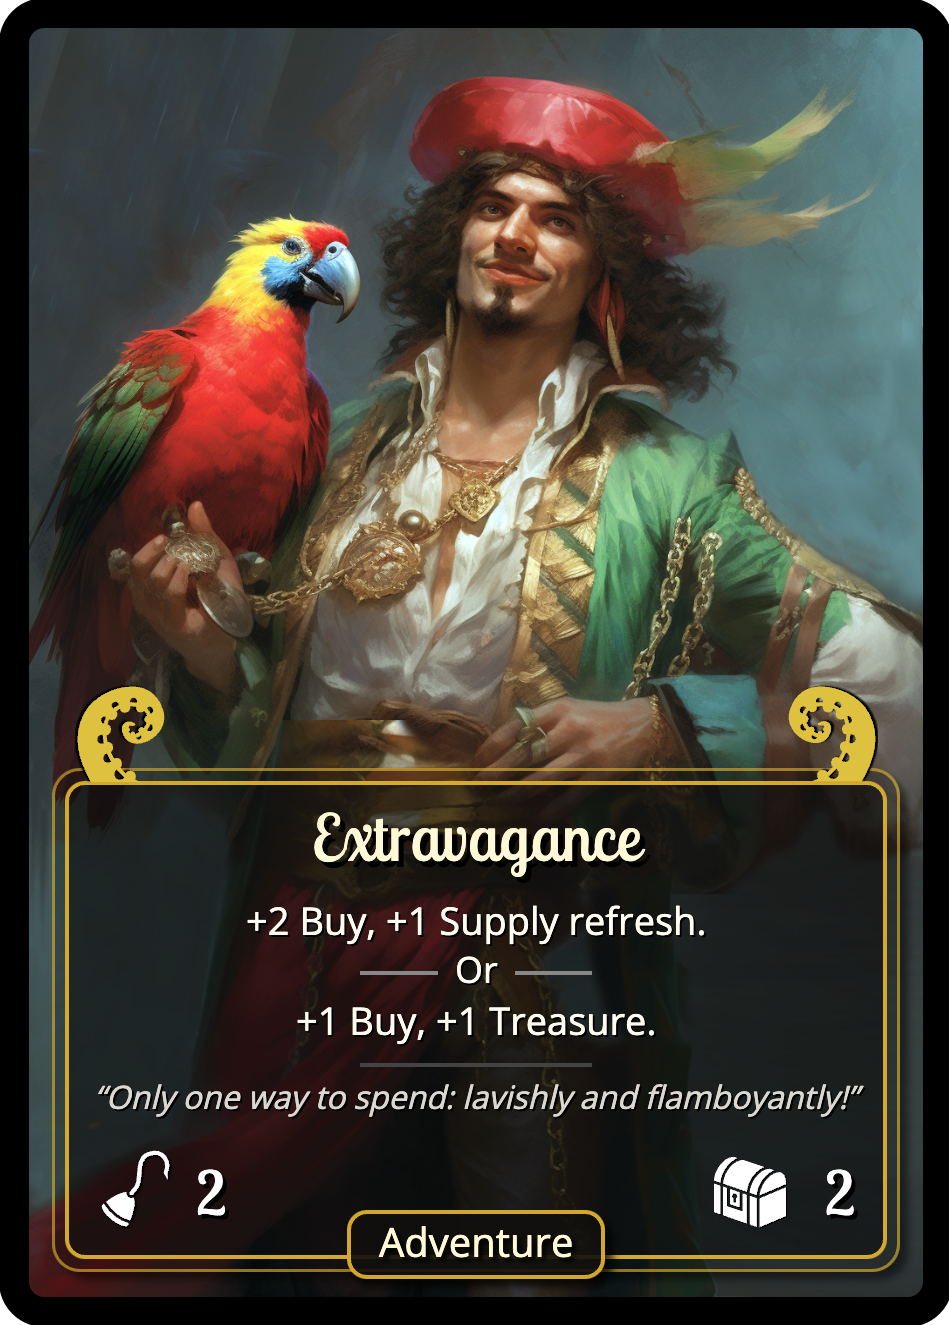 Extravagance
+2 Buy, +1 Supply refresh.
Or
+1 Buy, +1 Treasure.
“Only one way to spend: lavishly and flamboyantly!”
2
2
Adventure